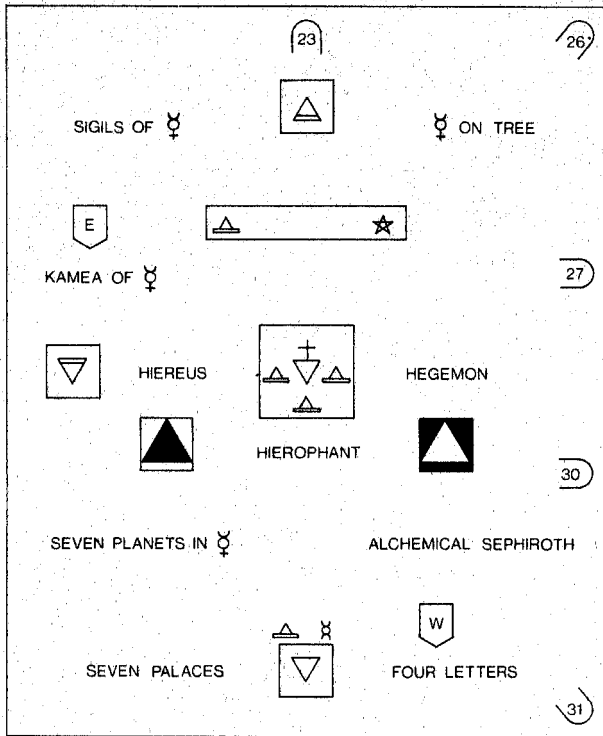 23
26
SIGILS OF ☿
☿ ON TREE
E
KAMEA OF ☿
27
HIEREUS
HEGEMON
HIEROPHANT
30
SEVEN PLANETS IN ☿
ALCHEMICAL SEPHIROTH
W
SEVEN PALACES
FOUR LETTERS
31